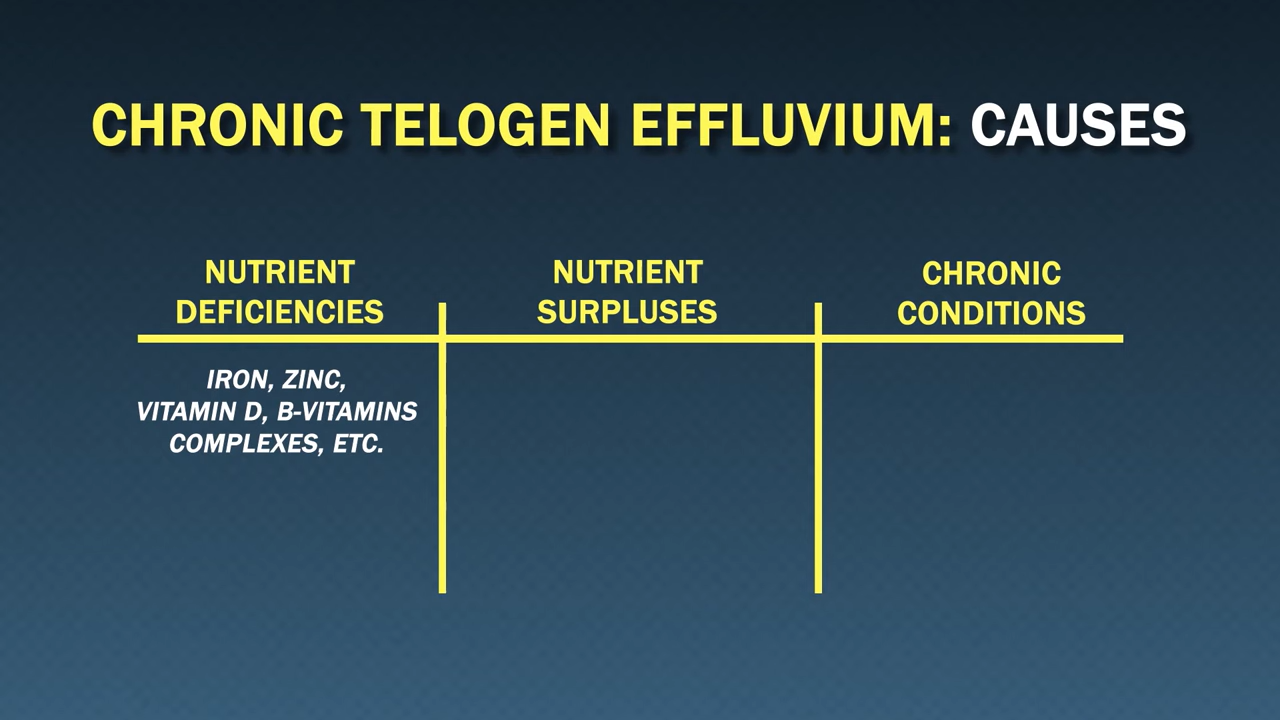 CHRONIC TELOGEN EFFLUVIUM: CAUSES
NUTRIENT
DEFICIENCIES
NUTRIENT
SURPLUSES
CHRONIC
CONDITIONS
IRON, ZINC,
VITAMIN D, B-VITAMINS
COMPLEXES, ETC.